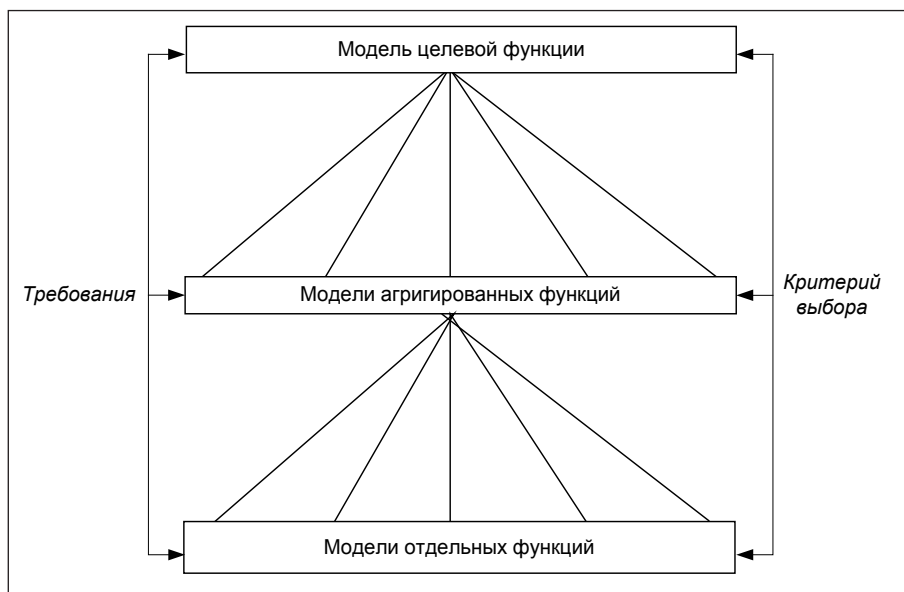 Модель целевой функции
Требования
Модели агригированных функций
Критерий
выбора
Модели отдельных функций